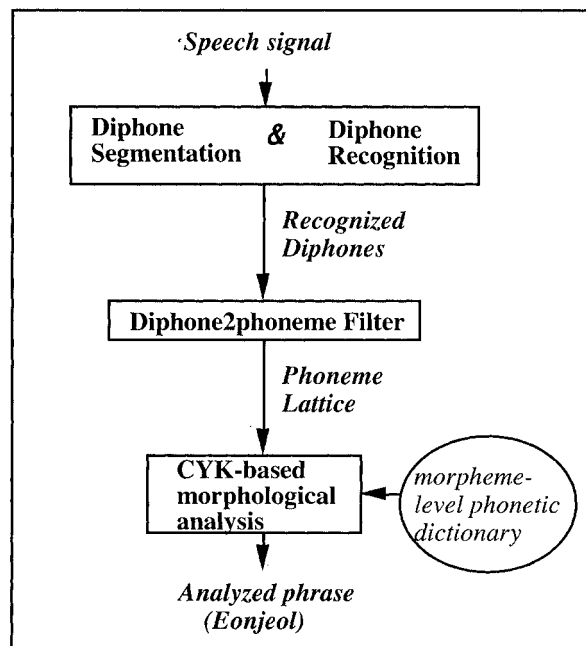 Speech signal
Diphone & Diphone
Segmentation Recognition
Recognized
Diphones
Diphone2phoneme Filter
Phoneme
Lattice
CYK-based
morphological
analysis
morpheme-
level phonetic
dictionary
Analyzed phrase
(Eonjeol)